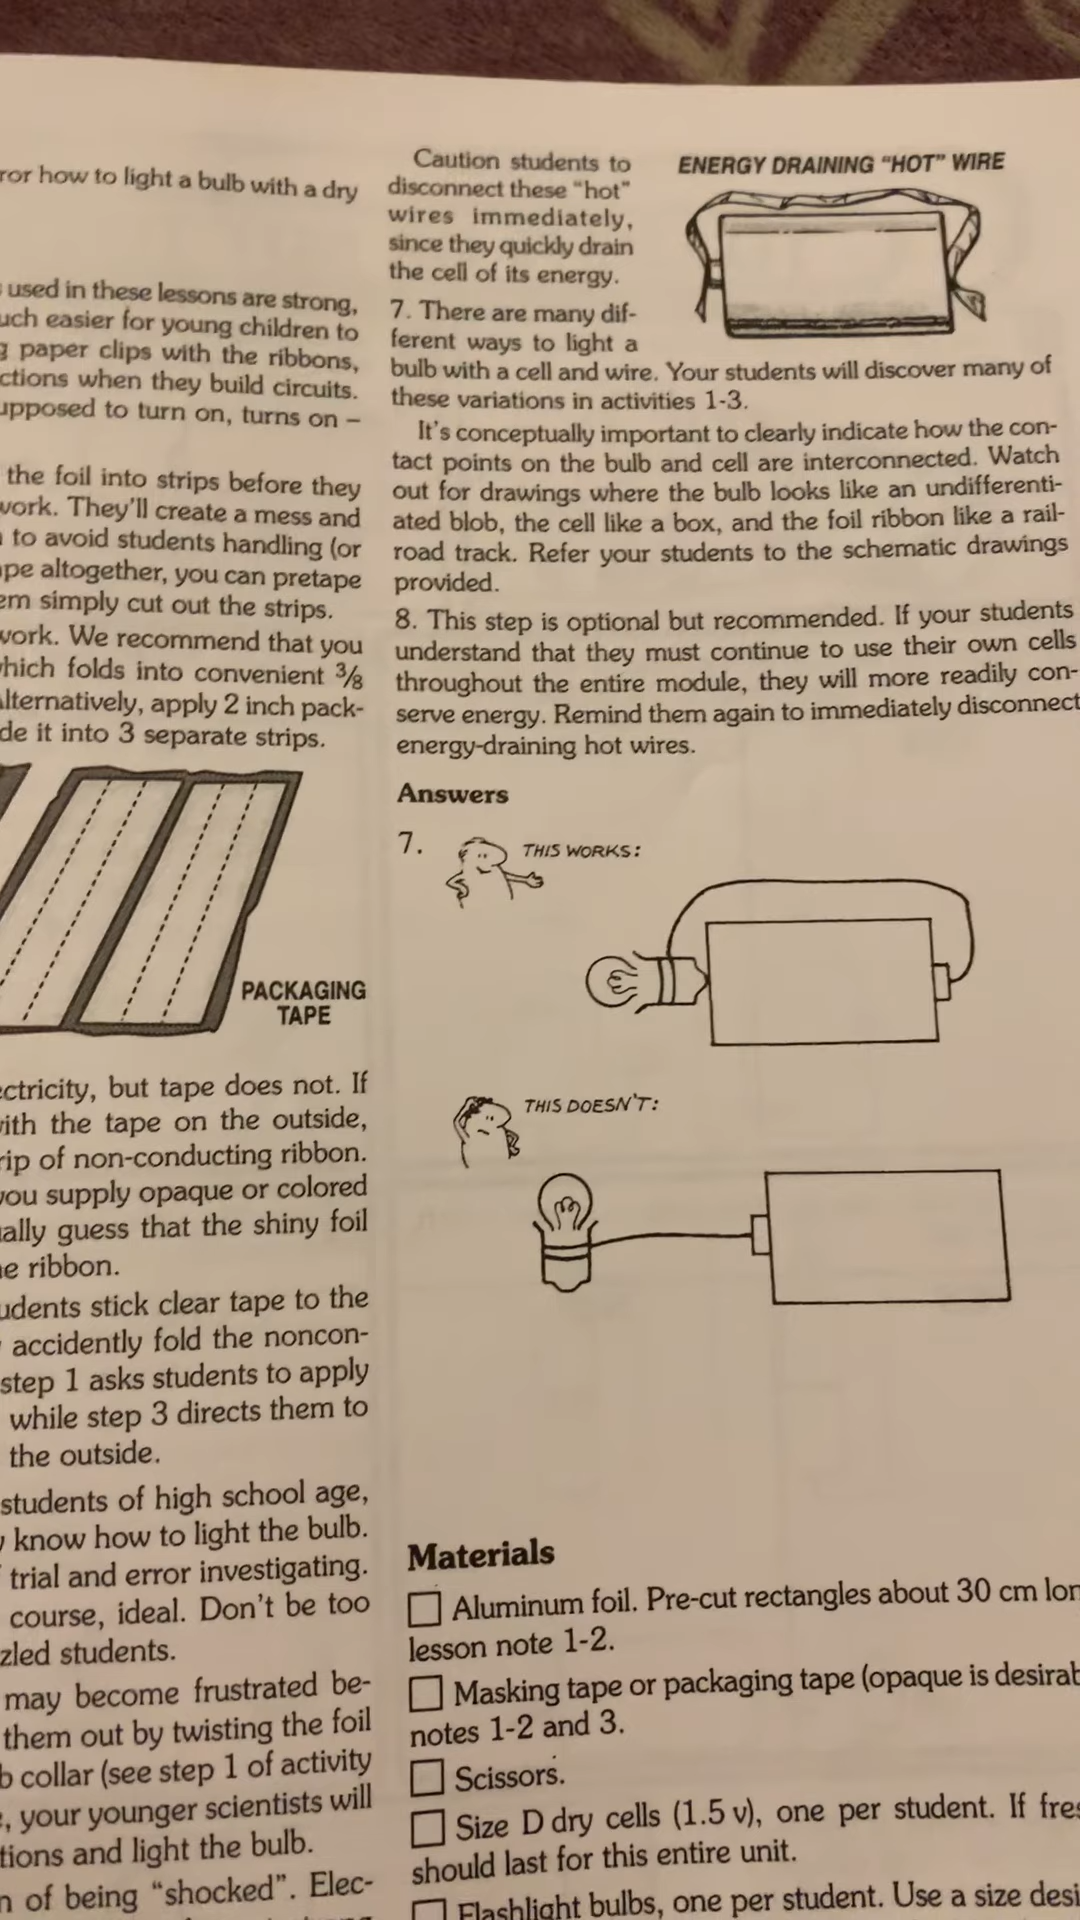 ror how to light a bulb with a dry
used in these lessons are strong,
uch easier for young children to
g paper clips with the ribbons,
ctions when they build circuits.
upposed to turn on, turns on –
the foil into strips before they
work. They'll create a mess and
to avoid students handling (or
ape altogether, you can pretape
em simply cut out the strips.
work. We recommend that you
which folds into convenient 3/8
Alternatively, apply 2 inch pack-
de it into 3 separate strips.
PACKAGING
TAPE
ectricity, but tape does not. If
with the tape on the outside,
rip of non-conducting ribbon.
you supply opaque or colored
ually guess that the shiny foil
e ribbon.
udents stick clear tape to the
accidently fold the noncon-
step 1 asks students to apply
while step 3 directs them to
the outside.
students of high school age,
know how to light the bulb.
trial and error investigating.
course, ideal. Don't be too
zled students.
may become frustrated be-
them out by twisting the foil
b collar (see step 1 of activity
, your younger scientists will
tions and light the bulb.
n of being "shocked". Elec-
Caution students to
disconnect these "hot"
wires immediately,
since they quickly drain
the cell of its energy.
ENERGY DRAINING "HOT" WIRE
7. There are many dif-
ferent ways to light a
bulb with a cell and wire. Your students will discover many of
these variations in activities 1-3.
It's conceptually important to clearly indicate how the con-
tact points on the bulb and cell are interconnected. Watch
out for drawings where the bulb looks like an undifferenti-
ated blob, the cell like a box, and the foil ribbon like a rail-
road track. Refer your students to the schematic drawings
provided.
8. This step is optional but recommended. If your students
understand that they must continue to use their own cells
throughout the entire module, they will more readily con-
serve energy. Remind them again to immediately disconnect
energy-draining hot wires.
Answers
7.
THIS WORKS:
THIS DOESN'T:
Materials
Aluminum foil. Pre-cut rectangles about 30 cm lon
lesson note 1-2.
Masking tape or packaging tape (opaque is desirab
notes 1-2 and 3.
Scissors.
Size D dry cells (1.5 v), one per student. If fres
should last for this entire unit.
Flashlight bulbs, one per student. Use a size desi